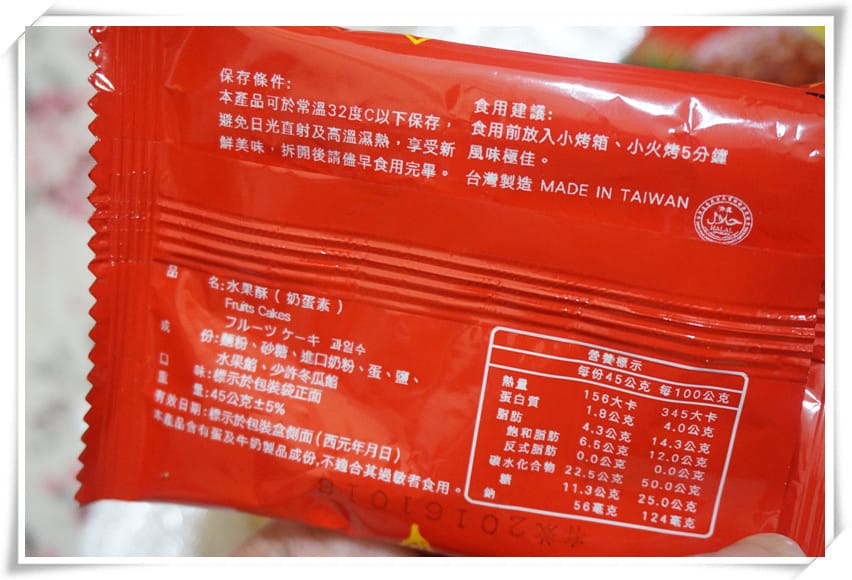 保存條件:
本產品可於常溫32度C以下保存，
避免日光直射及高溫濕熱，享受新
鮮美味，拆開後請儘早食用完畢。
食用建議:
食用前放入小烤箱、小火烤5分鐘
風味極佳。
台灣製造 MADE IN TAIWAN
HALAL
品 名:水果酥（奶蛋素）
Fruits Cakes
フルーツ ケーキ 과일수
成 份:麵粉、砂糖、進口奶粉、蛋、鹽、
水果餡、少許冬瓜餡
口 味:標示於包裝袋正面
重 量:45公克±5%
有效日期:標示於包裝盒側面(西元年月日)
本產品含有蛋及牛奶製品成份,不適合其過敏者食用。
營養標示
每份45公克 每100公克
熱量 156大卡 345大卡
蛋白質 1.8公克 4.0公克
脂肪 4.3公克 14.3公克
飽和脂肪 6.5公克 12.0公克
反式脂肪 0.0公克 0.0公克
碳水化合物 22.5公克 50.0公克
糖 11.3公克 25.0公克
鈉 56毫克 124毫克
有效20161018